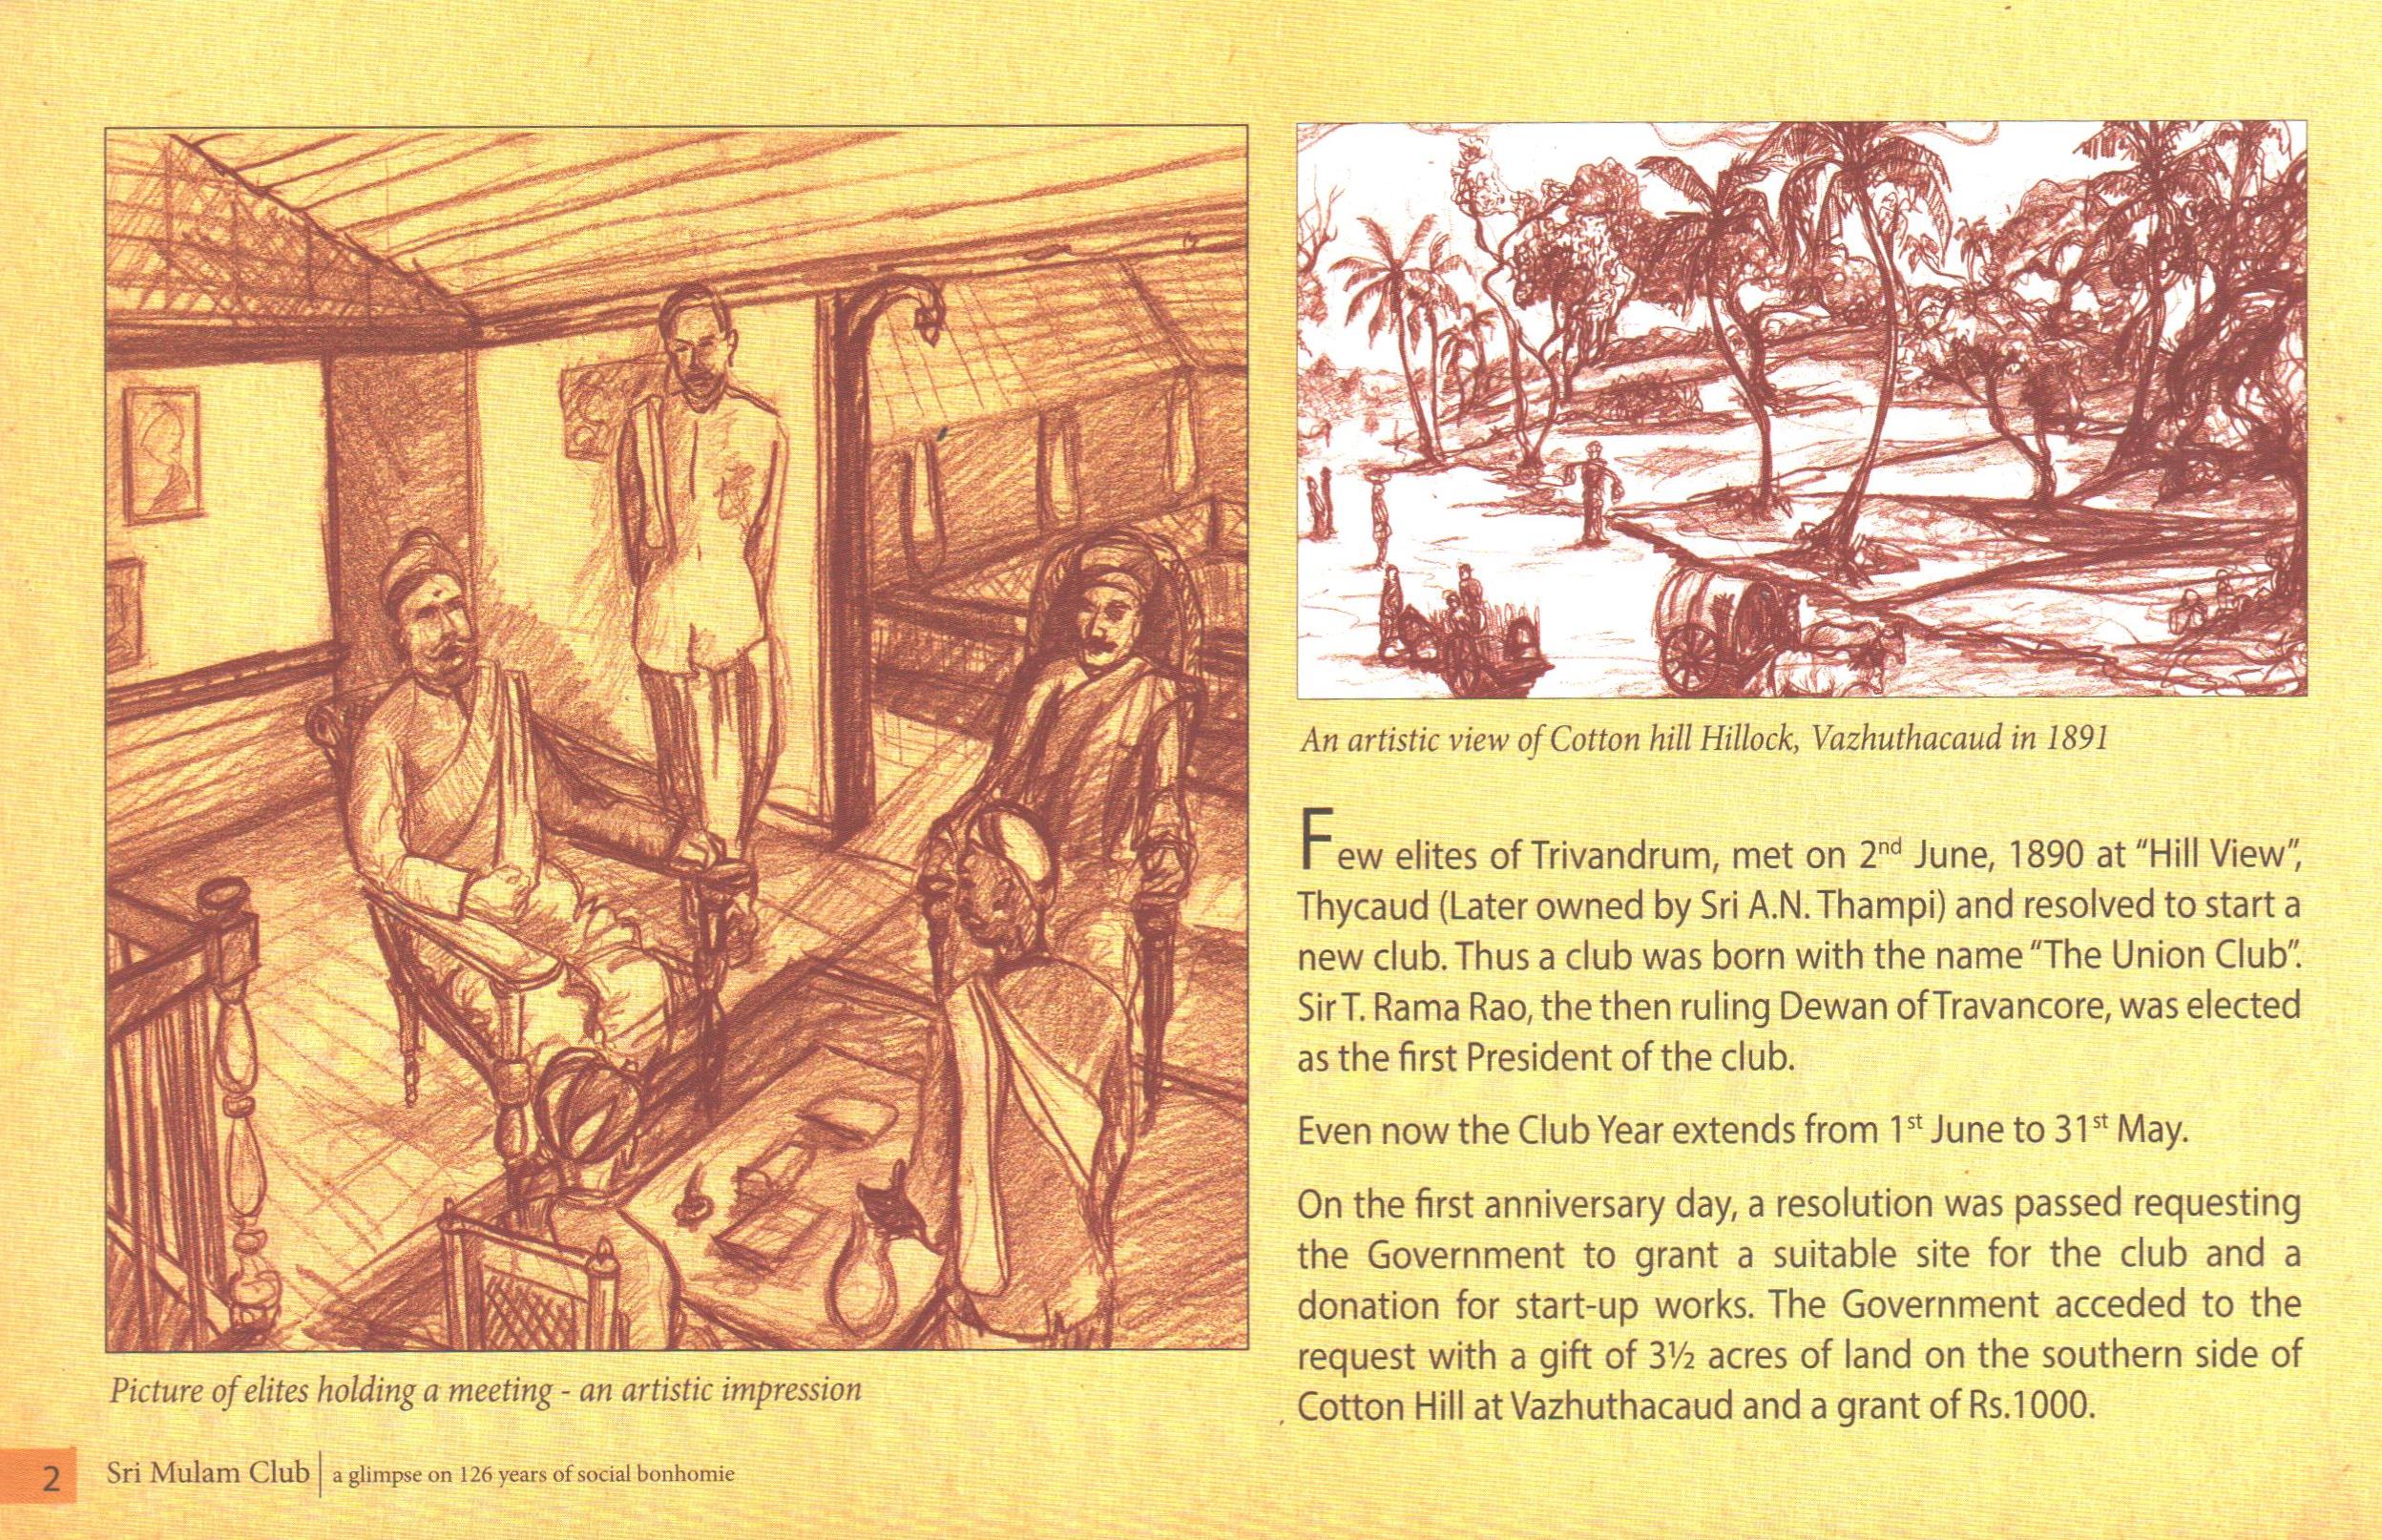 An artistic view of Cotton hill Hillock, Vazhuthacaud in 1891
Few elites of Trivandrum, met on 2nd June, 1890 at “Hill View”,
Thycaud (Later owned by Sri A.N. Thampi) and resolved to start a
new club. Thus a club was born with the name “The Union Club”.
Sir T. Rama Rao, the then ruling Dewan of Travancore, was elected
as the first President of the club.
Even now the Club Year extends from 1st June to 31st May.
On the first anniversary day, a resolution was passed requesting
the Government to grant a suitable site for the club and a
donation for start-up works. The Government acceded to the
request with a gift of 3½ acres of land on the southern side of
Cotton Hill at Vazhuthacaud and a grant of Rs.1000.
Picture of elites holding a meeting - an artistic impression
2 Sri Mulam Club | a glimpse on 126 years of social bonhomie